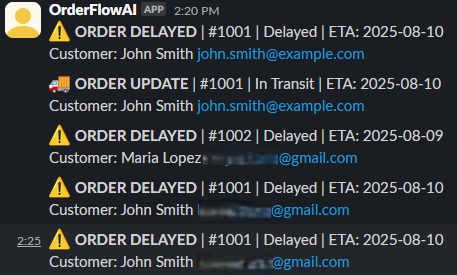 OrderFlowAI APP 2:20 PM
⚠️ ORDER DELAYED | #1001 | Delayed | ETA: 2025-08-10
Customer: John Smith john.smith@example.com
🚚 ORDER UPDATE | #1001 | In Transit | ETA: 2025-08-10
Customer: John Smith john.smith@example.com
⚠️ ORDER DELAYED | #1002 | Delayed | ETA: 2025-08-09
Customer: Maria Lopez @gmail.com
⚠️ ORDER DELAYED | #1001 | Delayed | ETA: 2025-08-10
Customer: John Smith @gmail.com
2:25 ⚠️ ORDER DELAYED | #1001 | Delayed | ETA: 2025-08-10
Customer: John Smith @gmail.com